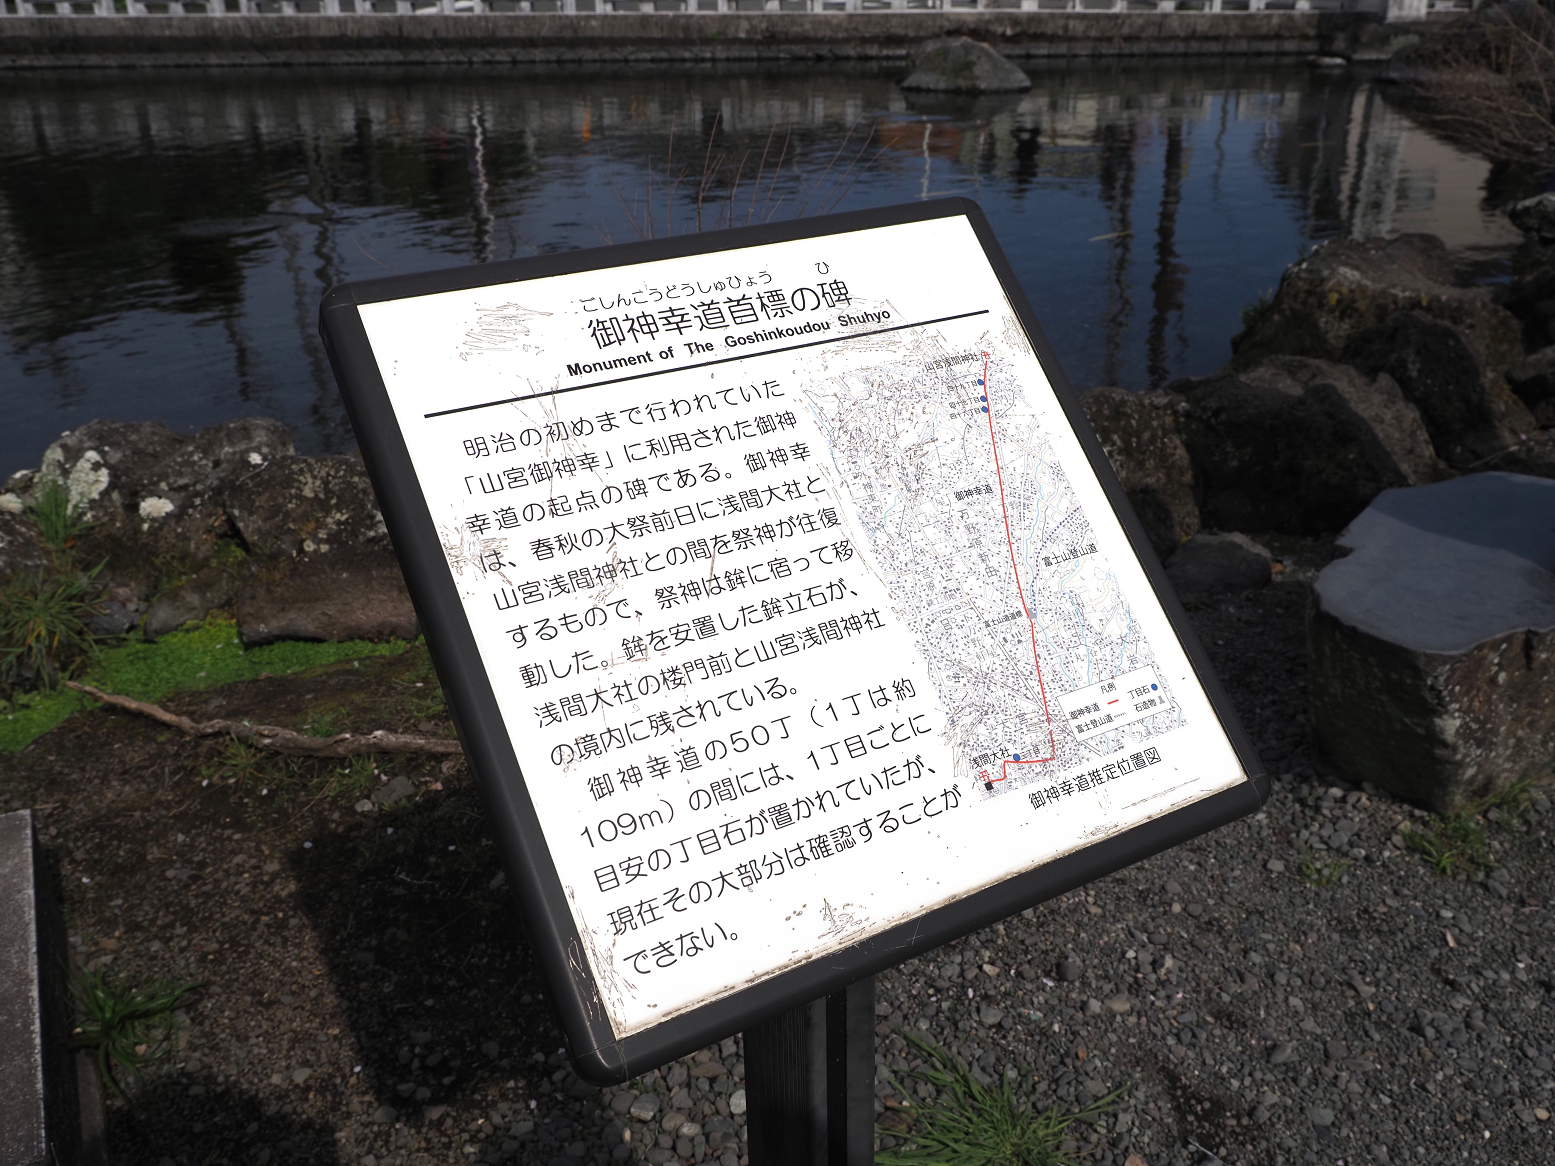 ごしんこうどうしゅひょう ひ
御神幸道首標の碑
Monument of The Goshinkoudou Shuhyo
明治の初めまで行われていた
「山宮御神幸」に利用された御神
幸道の起点の碑である。御神幸
は、春秋の大祭前日に浅間大社と
山宮浅間神社との間を祭神が往復
するもので、祭神は鉾に宿って移
動した。鉾を安置した鉾立石が、
浅間大社の楼門前と山宮浅間神社
の境内に残されている。
御神幸道の50丁（1丁は約
109m）の間には、1丁目ごとに
目安の丁目石が置かれていたが、
現在その大部分は確認することが
できない。
山宮浅間神社
御神幸道
富士山登山道
浅間大社
凡例
御神幸道
丁目石
富士登山道
石造物
御神幸道推定位置図